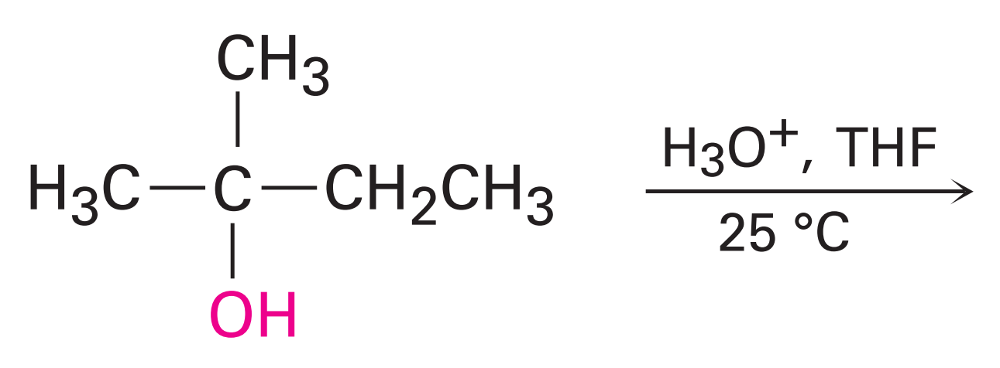 CH₃
H₃C—C—CH₂CH₃
OH
H₃O⁺, THF
25 °C